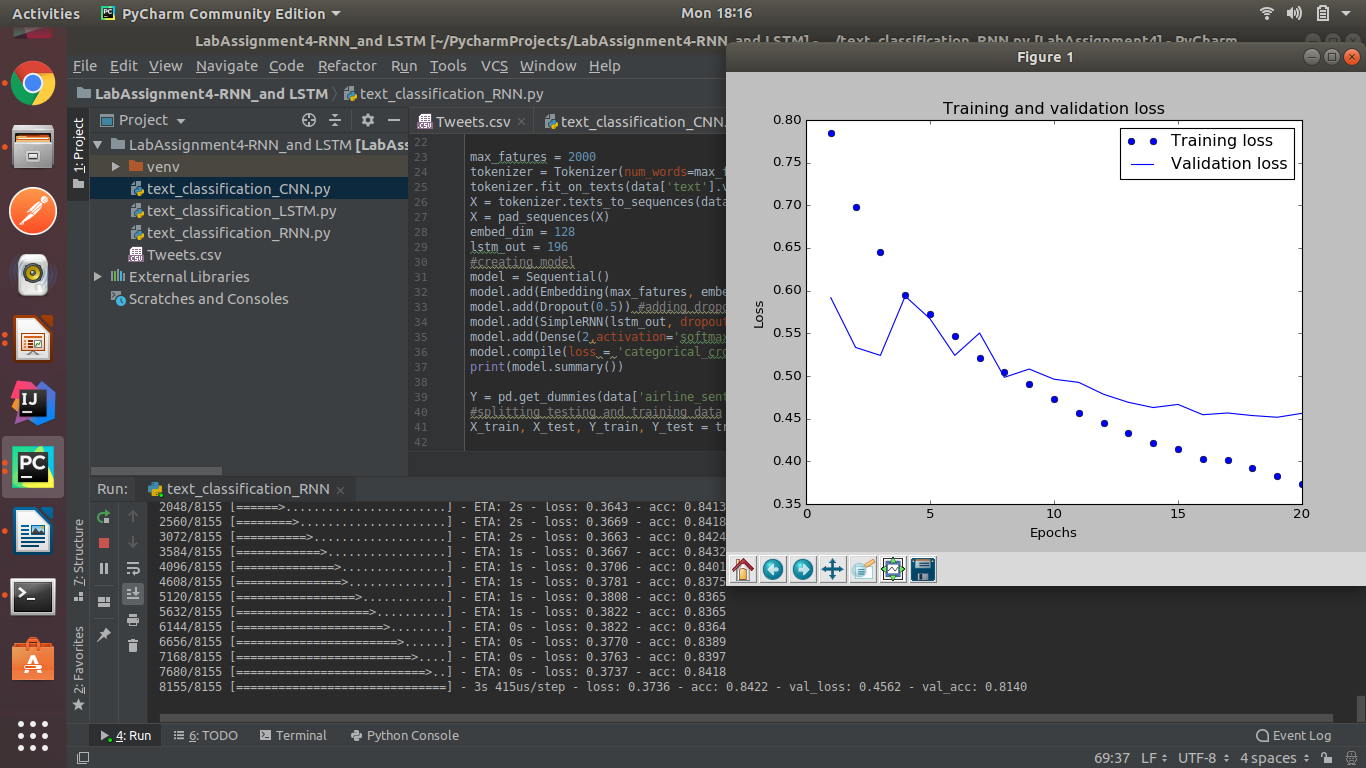 Activities
PyCharm Community Edition
Mon 18:16
LabAssignment4-RNN_and LSTM [~/PycharmProjects/LabAssignment4-RNN_and LSTM] - .../text_classification_RNN.py [LabAssignment4] - PyCharm
File Edit View Navigate Code Refactor Run Tools VCS Window Help
LabAssignment4-RNN_and LSTM
text_classification_RNN.py
1: Project
Project
LabAssignment4-RNN_and LSTM [LabAss
venv
text_classification_CNN.py
text_classification_LSTM.py
text_classification_RNN.py
Tweets.csv
External Libraries
Scratches and Consoles
Tweets.csv
text_classification_CNN.
22
23 max_fatures = 2000
24 tokenizer = Tokenizer(num_words=max_f
25 tokenizer.fit_on_texts(data['text'].v
26 X = tokenizer.texts_to_sequences(data
27 X = pad_sequences(X)
28 embed_dim = 128
29 lstm_out = 196
30 #creating model
31 model = Sequential()
32 model.add(Embedding(max_fatures, embe
33 model.add(Dropout(0.5)) #adding dropo
34 model.add(SimpleRNN(lstm_out, dropout
35 model.add(Dense(2,activation='softmax
36 model.compile(loss = 'categorical_cro
37 print(model.summary())
38
39 Y = pd.get_dummies(data['airline_sent
40 #splitting testing and training data
41 X_train, X_test, Y_train, Y_test = tr
42
Figure 1
Training and validation loss
Training loss
Validation loss
0.80
0.75
0.70
0.65
0.60
0.55
0.50
0.45
0.40
0.35
Loss
0 5 10 15 20
Epochs
Run:
text_classification_RNN
2048/8155 [======>.......................] - ETA: 2s - loss: 0.3643 - acc: 0.8413
2560/8155 [========>.....................] - ETA: 2s - loss: 0.3669 - acc: 0.8418
3072/8155 [==========>...................] - ETA: 2s - loss: 0.3663 - acc: 0.8424
3584/8155 [============>.................] - ETA: 1s - loss: 0.3667 - acc: 0.8432
4096/8155 [==============>...............] - ETA: 1s - loss: 0.3706 - acc: 0.8401
4608/8155 [===============>..............] - ETA: 1s - loss: 0.3781 - acc: 0.8375
5120/8155 [=================>............] - ETA: 1s - loss: 0.3808 - acc: 0.8365
5632/8155 [===================>..........] - ETA: 1s - loss: 0.3822 - acc: 0.8365
6144/8155 [=====================>........] - ETA: 0s - loss: 0.3822 - acc: 0.8364
6656/8155 [=======================>......] - ETA: 0s - loss: 0.3770 - acc: 0.8389
7168/8155 [=========================>....] - ETA: 0s - loss: 0.3763 - acc: 0.8397
7680/8155 [===========================>..] - ETA: 0s - loss: 0.3737 - acc: 0.8418
8155/8155 [==============================] - 3s 415us/step - loss: 0.3736 - acc: 0.8422 - val_loss: 0.4562 - val_acc: 0.8140
7: Structure
2: Favorites
4: Run
6: TODO
Terminal
Python Console
Event Log
69:37 LF UTF-8 4 spaces